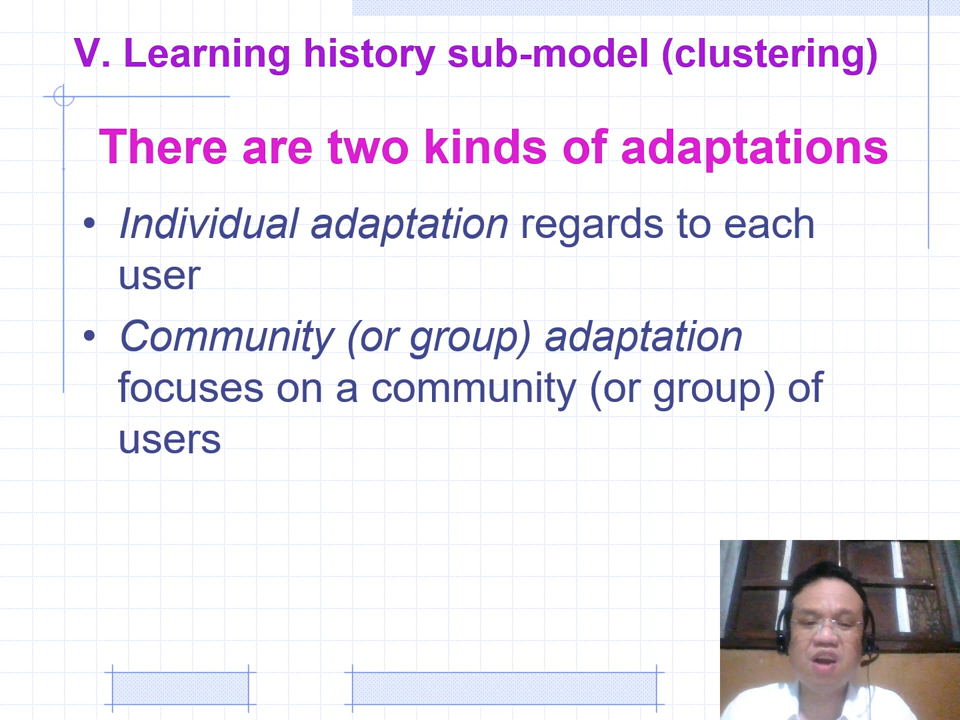 V. Learning history sub-model (clustering)
There are two kinds of adaptations
• Individual adaptation regards to each
user
• Community (or group) adaptation
focuses on a community (or group) of
users